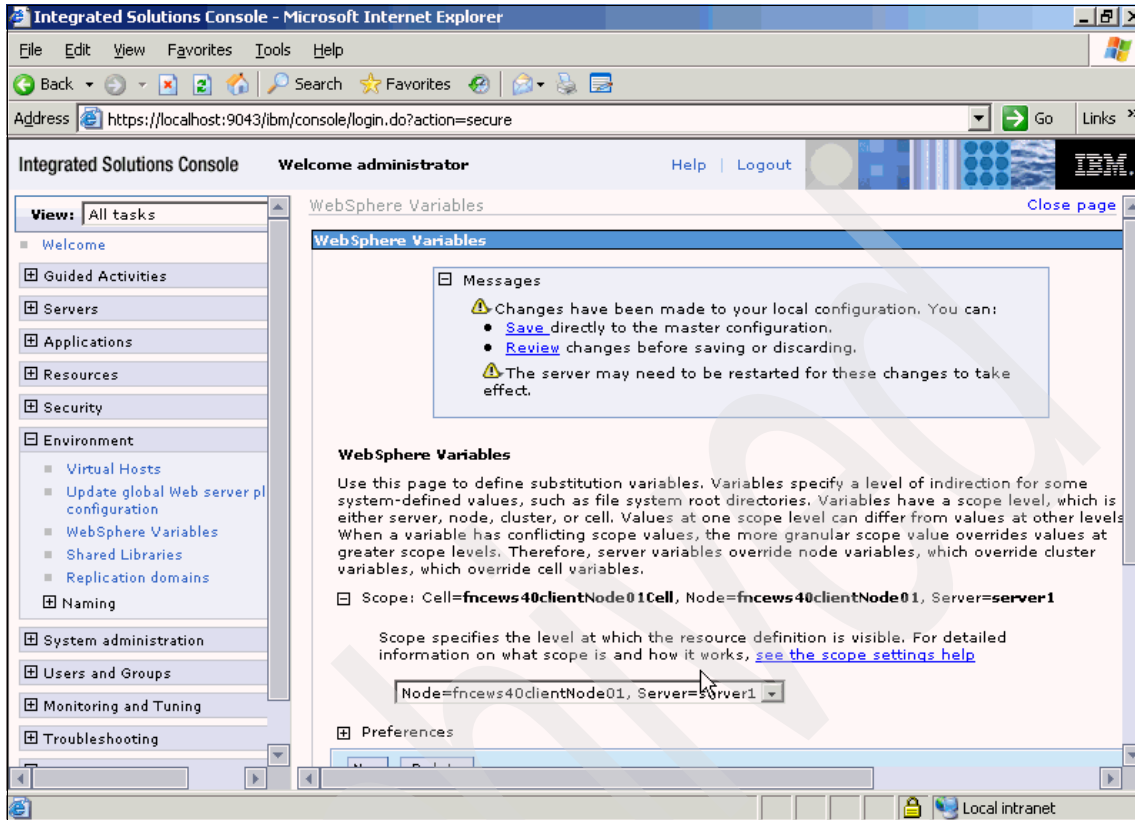 Integrated Solutions Console - Microsoft Internet Explorer
File Edit View Favorites Tools Help
Back Search Favorites
Address https://localhost:9043/ibm/console/login.do?action=secure Go Links »
Integrated Solutions Console Welcome administrator Help | Logout IBM.
View: All tasks
Welcome
Guided Activities
Servers
Applications
Resources
Security
Environment
Virtual Hosts
Update global Web server pl
configuration
WebSphere Variables
Shared Libraries
Replication domains
Naming
System administration
Users and Groups
Monitoring and Tuning
Troubleshooting
WebSphere Variables Close page
WebSphere Variables
Messages
Changes have been made to your local configuration. You can:
Save directly to the master configuration.
Review changes before saving or discarding.
The server may need to be restarted for these changes to take
effect.
WebSphere Variables
Use this page to define substitution variables. Variables specify a level of indirection for some
system-defined values, such as file system root directories. Variables have a scope level, which is
either server, node, cluster, or cell. Values at one scope level can differ from values at other levels
When a variable has conflicting scope values, the more granular scope value overrides values at
greater scope levels. Therefore, server variables override node variables, which override cluster
variables, which override cell variables.
Scope: Cell=fncews40clientNode01Cell, Node=fncews40clientNode01, Server=server1
Scope specifies the level at which the resource definition is visible. For detailed
information on what scope is and how it works, see the scope settings help
Node=fncews40clientNode01, Server=server1
Preferences
Local intranet